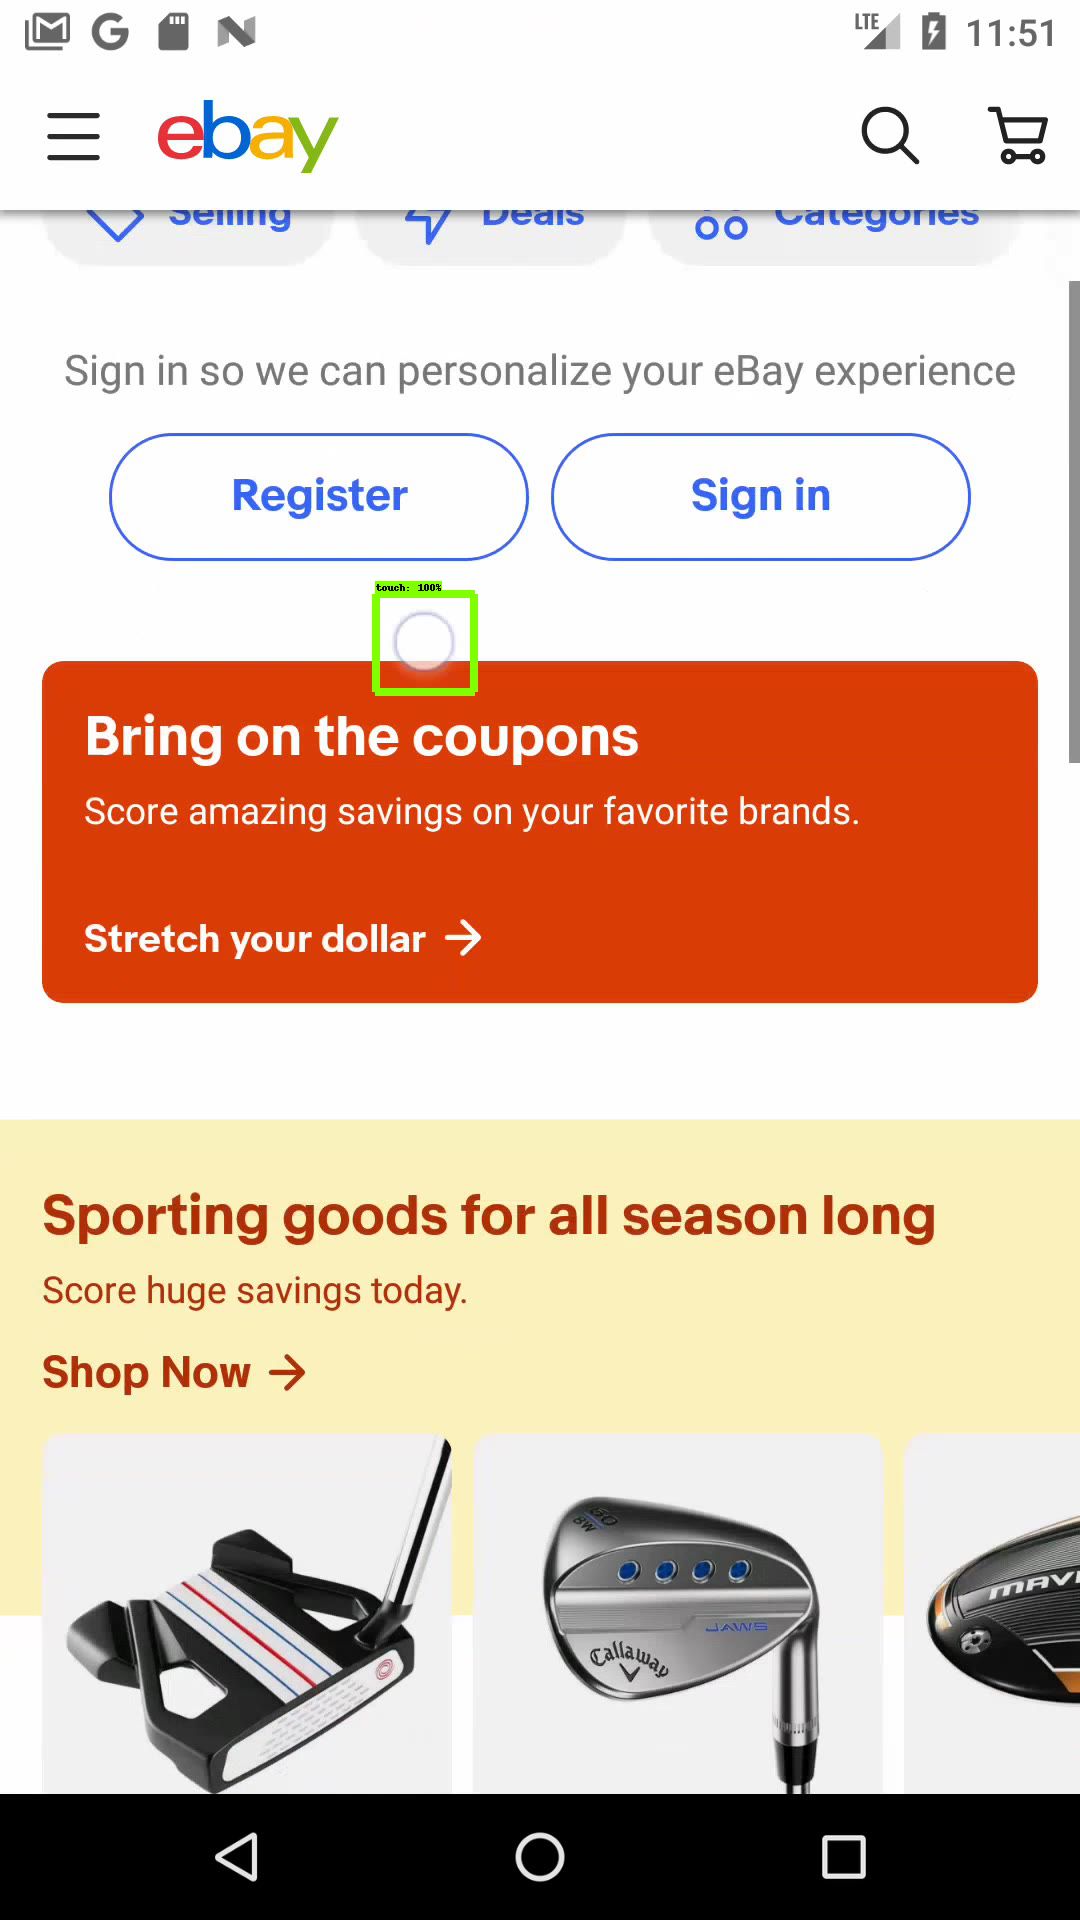 LTE 11:51
ebay
Selling Deals Categories
Sign in so we can personalize your eBay experience
Register Sign in
touch: 100%
Bring on the coupons
Score amazing savings on your favorite brands.
Stretch your dollar
Sporting goods for all season long
Score huge savings today.
Shop Now
JAWS
Callaway
MAV